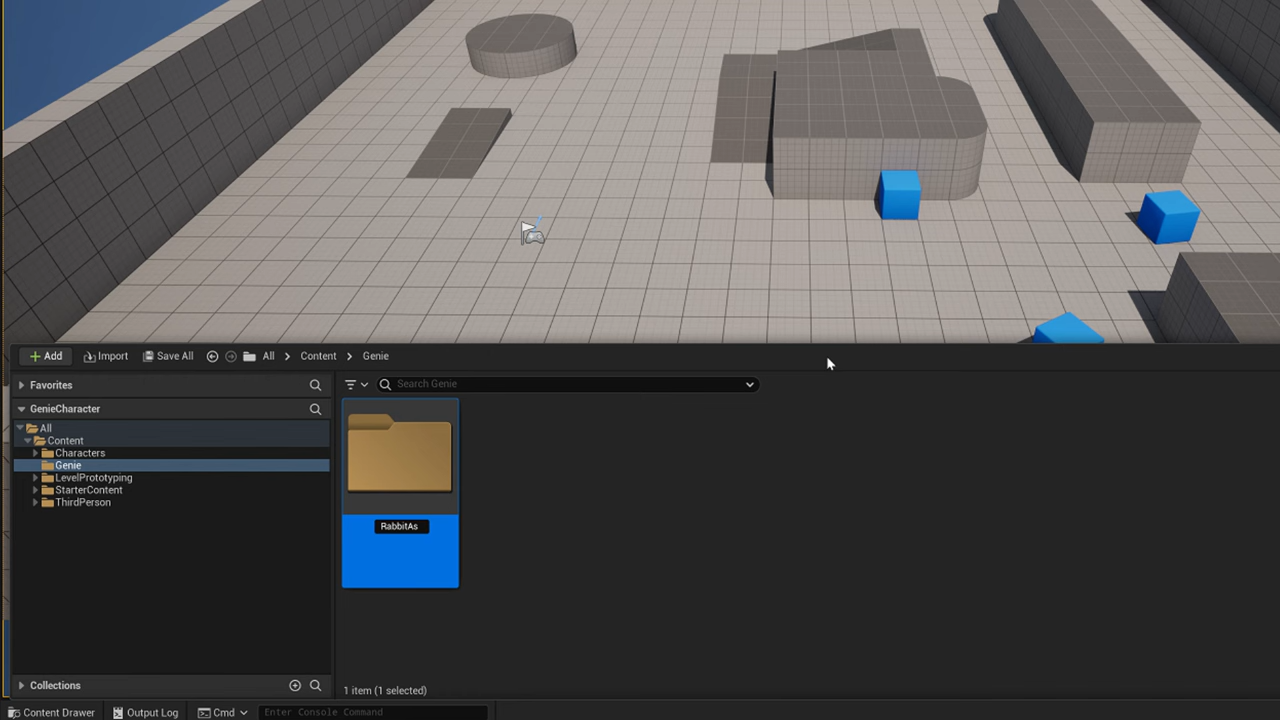 Add Import Save All All Content Genie
Favorites
Search Genie
GenieCharacter
All
Content
Characters
Genie
LevelPrototyping
StarterContent
ThirdPerson
RabbitAs
Collections
1 item (1 selected)
Content Drawer Output Log Cmd Enter Console Command